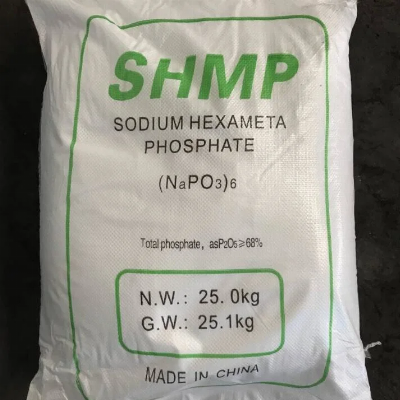 SHMP
SODIUM HEXAMETA
PHOSPHATE
(NaPO3)6
Total phosphate, asP2O5≥68%
N.W.: 25.0kg
G.W.: 25.1kg
MADE IN CHINA